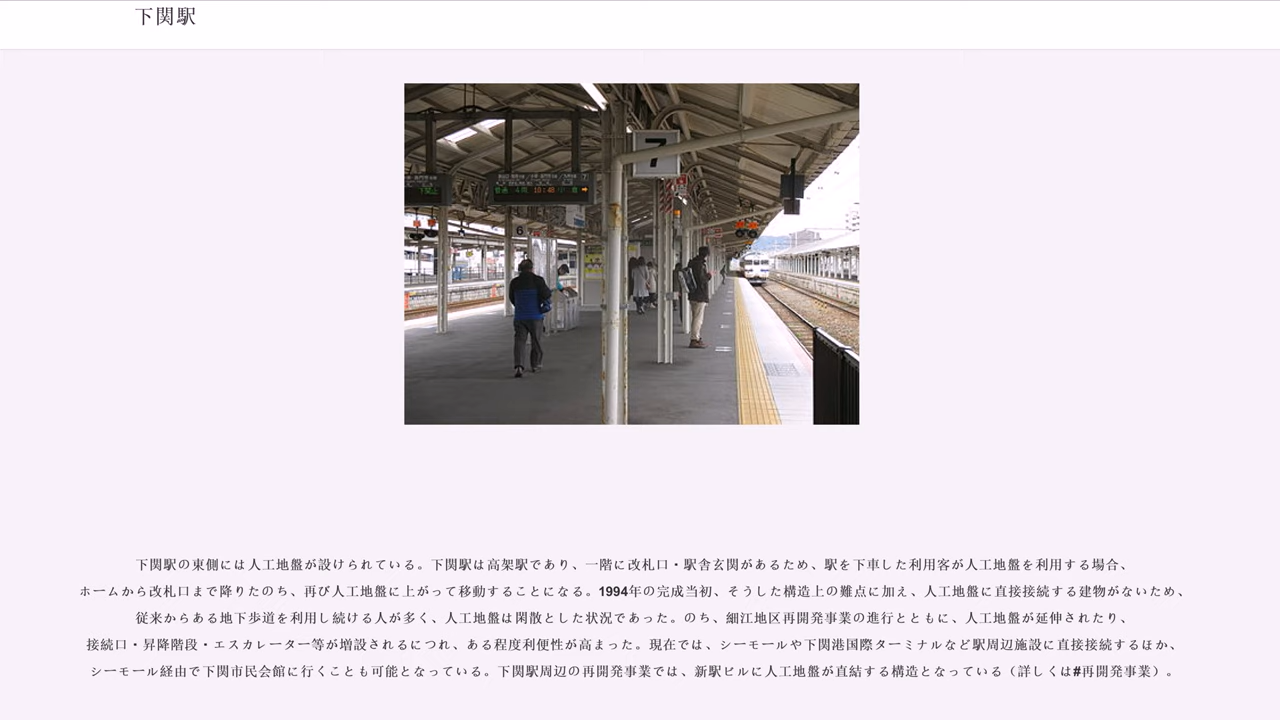 下関駅
7
6
普通 4両 10:48 小倉
下関止
下関駅の東側には人工地盤が設けられている。下関駅は高架駅であり、一階に改札口・駅舎玄関があるため、駅を下車した利用客が人工地盤を利用する場合、
ホームから改札口まで降りたのち、再び人工地盤に上がって移動することになる。1994年の完成当初、そうした構造上の難点に加え、人工地盤に直接接続する建物がないため、
従来からある地下歩道を利用し続ける人が多く、人工地盤は閑散とした状況であった。のち、細江地区再開発事業の進行とともに、人工地盤が延伸されたり、
接続口・昇降階段・エスカレーター等が増設されるにつれ、ある程度利便性が高まった。現在では、シーモールや下関港国際ターミナルなど駅周辺施設に直接接続するほか、
シーモール経由で下関市民会館に行くことも可能となっている。下関駅周辺の再開発事業では、新駅ビルに人工地盤が直結する構造となっている（詳しくは#再開発事業）。